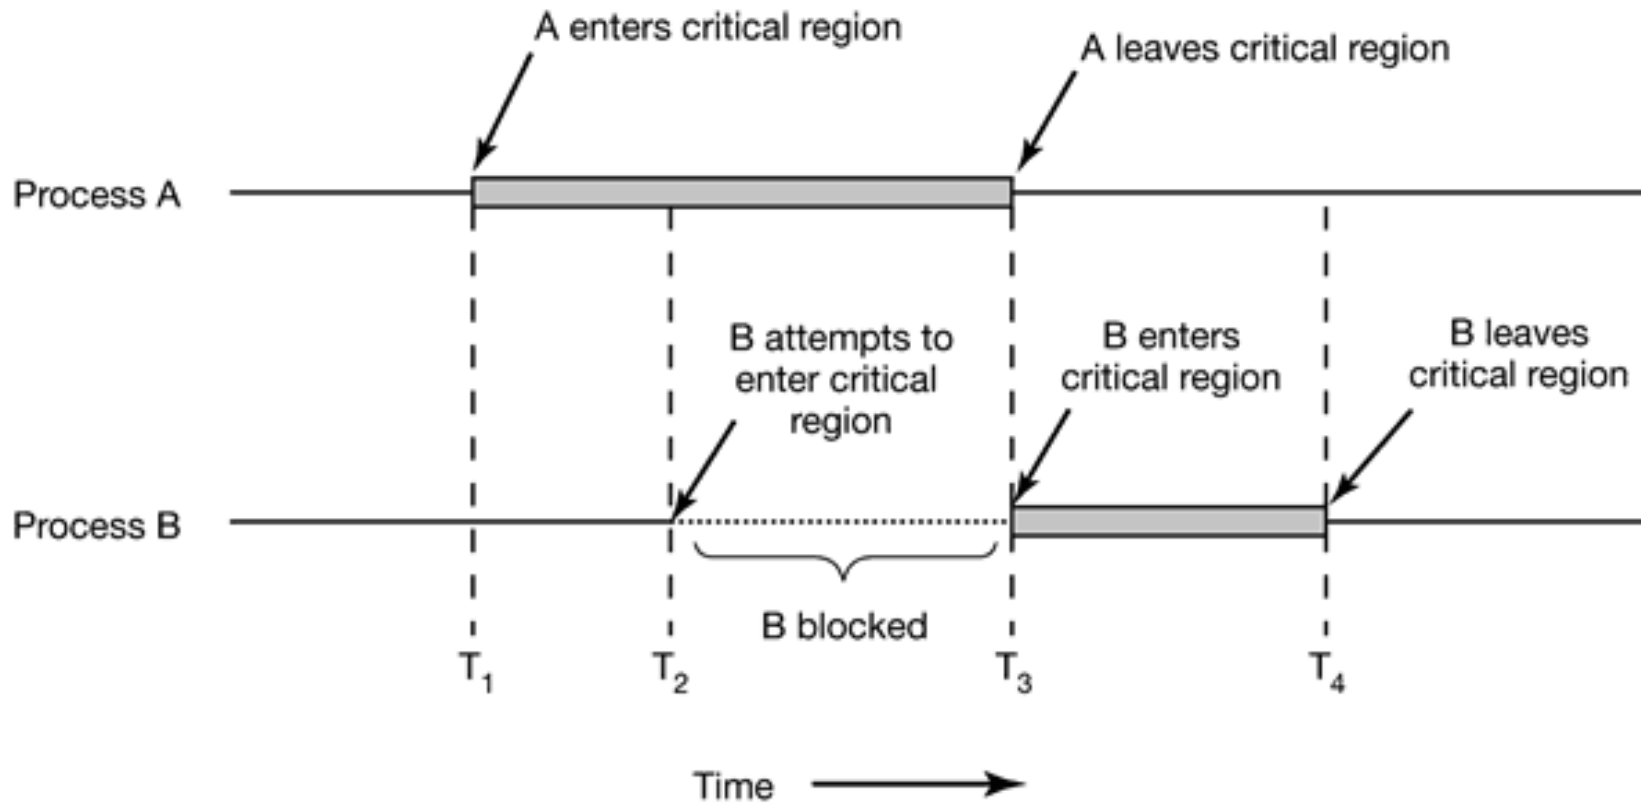 A enters critical region
A leaves critical region
Process A
B attempts to
enter critical
region
B enters
critical region
B leaves
critical region
Process B
B blocked
T1
T2
T3
T4
Time